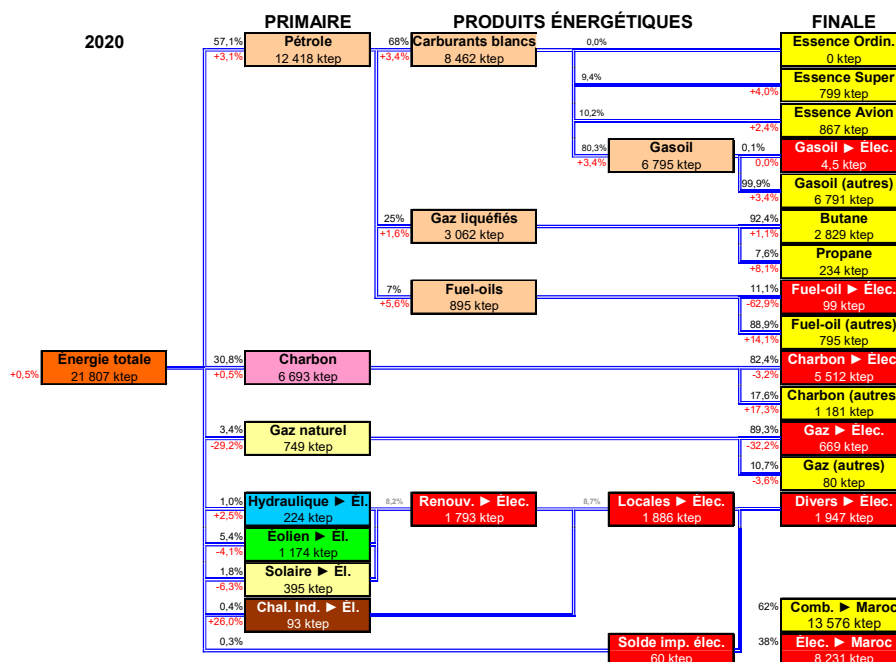 PRIMAIRE PRODUITS ÉNERGÉTIQUES FINALE
2020
57,1% Pétrole 68% Carburants blancs 0,0% Essence Ordin.
+3,1% 12 418 ktep +3,4% 8 462 ktep 0 ktep
9,4% Essence Super
+4,0% 799 ktep
10,2% Essence Avion
+2,4% 867 ktep
80,3% Gasoil 0,1% Gasoil ► Élec.
+3,4% 6 795 ktep 0,0% 4,5 ktep
99,9% Gasoil (autres)
+3,4% 6 791 ktep
25% Gaz liquéfiés 92,4% Butane
+1,6% 3 062 ktep +1,1% 2 829 ktep
7,6% Propane
+8,1% 234 ktep
7% Fuel-oils 11,1% Fuel-oil ► Élec.
+5,6% 895 ktep -62,9% 99 ktep
88,9% Fuel-oil (autres)
+14,1% 795 ktep
Énergie totale 30,8% Charbon 82,4% Charbon ► Élec
+0,5% 21 807 ktep +0,5% 6 693 ktep -3,2% 5 512 ktep
17,6% Charbon (autres
+17,3% 1 181 ktep
3,4% Gaz naturel 89,3% Gaz ► Élec.
-29,2% 749 ktep -32,2% 669 ktep
10,7% Gaz (autres)
-3,6% 80 ktep
1,0% Hydraulique ► Él. 8,2% Renouv. ► Élec. 8,7% Locales ► Élec. Divers ► Élec.
+2,5% 224 ktep 1 793 ktep 1 886 ktep 1 947 ktep
5,4% Éolien ► Él.
-4,1% 1 174 ktep
1,8% Solaire ► Él.
-6,3% 395 ktep
0,4% Chal. Ind. ► Él. 62% Comb. ► Maroc
+26,0% 93 ktep 13 576 ktep
0,3% Solde imp. élec. 38% Élec. ► Maroc
60 ktep 8 231 ktep